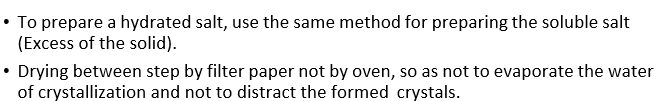 • To prepare a hydrated salt, use the same method for preparing the soluble salt
(Excess of the solid).
• Drying between step by filter paper not by oven, so as not to evaporate the water
of crystallization and not to distract the formed crystals.